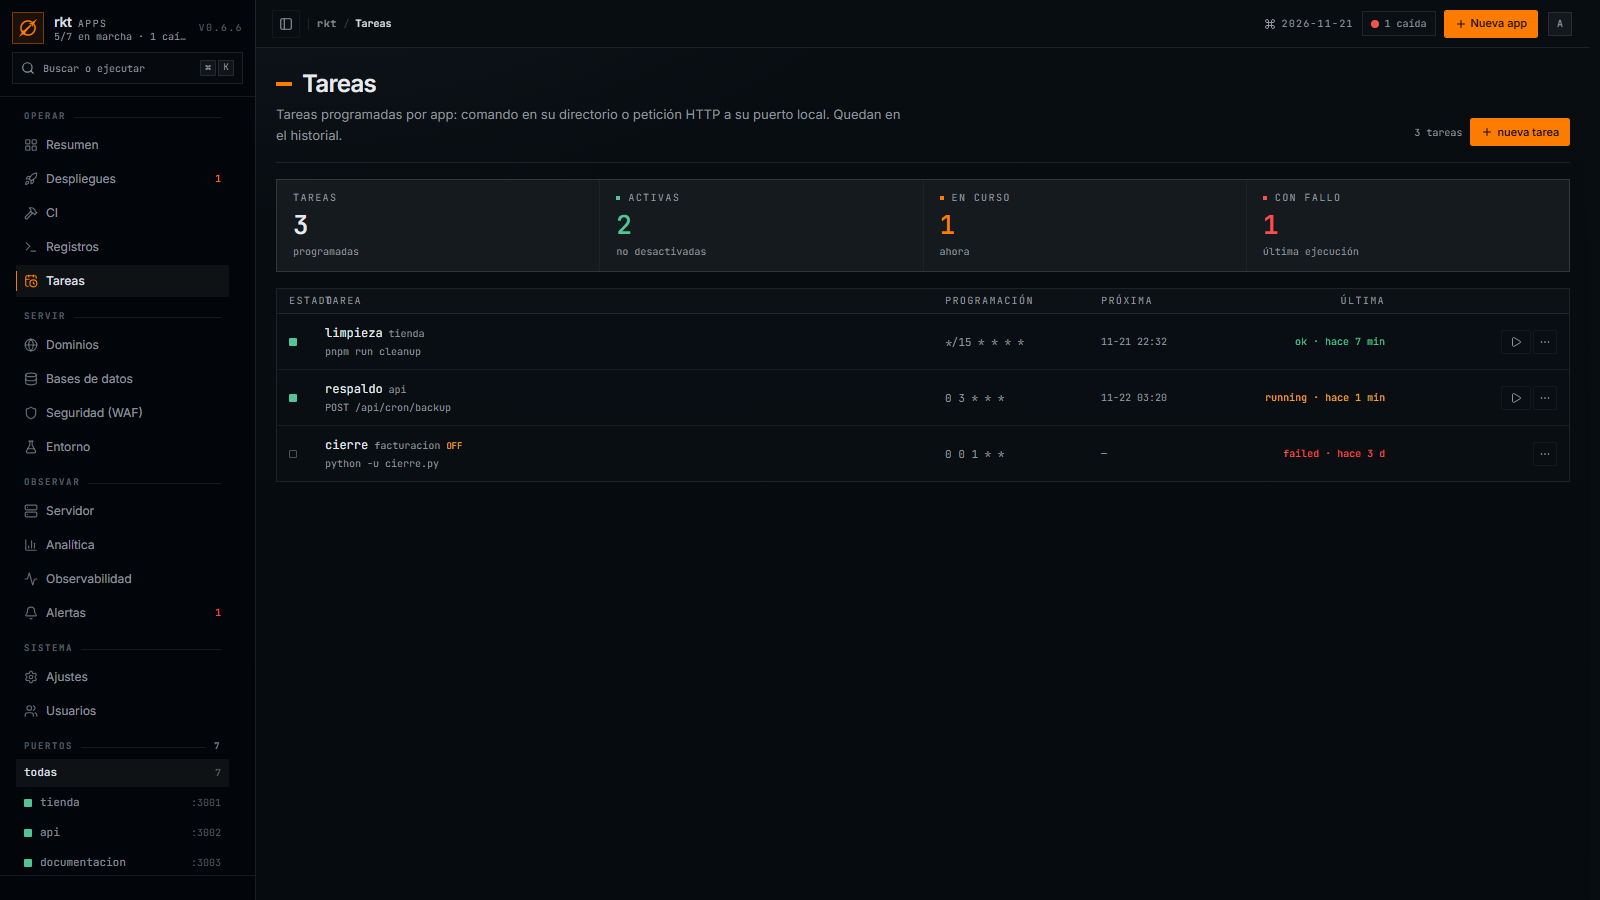 rkt APPS
5/7 en marcha · 1 caí…
V0.6.6
Buscar o ejecutar
⌘ K
OPERAR
Resumen
Despliegues 1
CI
Registros
Tareas
SERVIR
Dominios
Bases de datos
Seguridad (WAF)
Entorno
OBSERVAR
Servidor
Analítica
Observabilidad
Alertas 1
SISTEMA
Ajustes
Usuarios
PUERTOS 7
todas 7
tienda :3001
api :3002
documentacion :3003
rkt / Tareas
⌘ 2026-11-21
1 caída
+ Nueva app
A
Tareas
Tareas programadas por app: comando en su directorio o petición HTTP a su puerto local. Quedan en
el historial.
3 tareas
+ nueva tarea
TAREAS
3
programadas
ACTIVAS
2
no desactivadas
EN CURSO
1
ahora
CON FALLO
1
última ejecución
ESTADO TAREA PROGRAMACIÓN PRÓXIMA ÚLTIMA
limpieza tienda
pnpm run cleanup
*/15 * * * *
11-21 22:32
ok · hace 7 min
...
respaldo api
POST /api/cron/backup
0 3 * * *
11-22 03:20
running · hace 1 min
...
cierre facturacion OFF
python -u cierre.py
0 0 1 * *
—
failed · hace 3 d
...